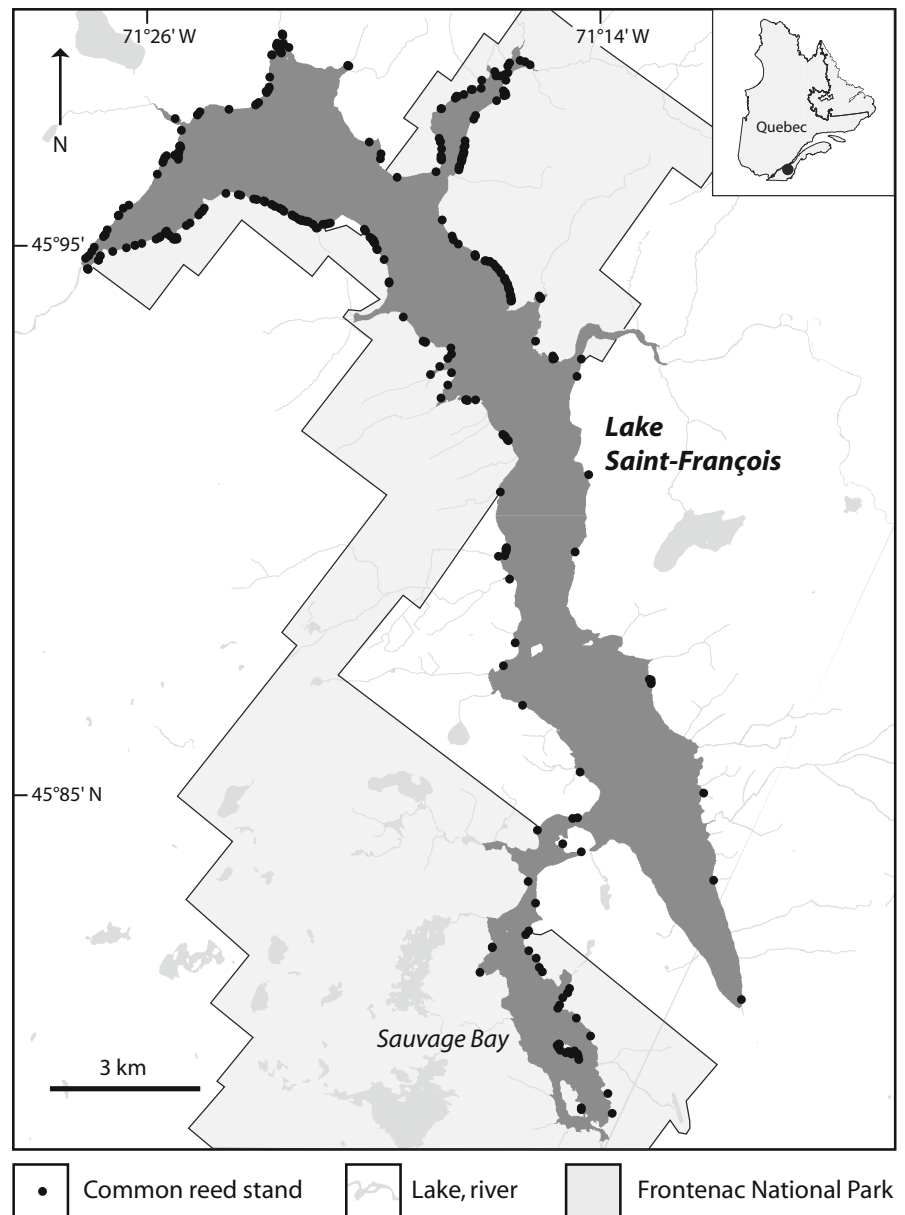 71°26' W
71°14' W
N
Quebec
45°95'
Lake
Saint-François
45°85' N
Sauvage Bay
3 km
Common reed stand
Lake, river
Frontenac National Park